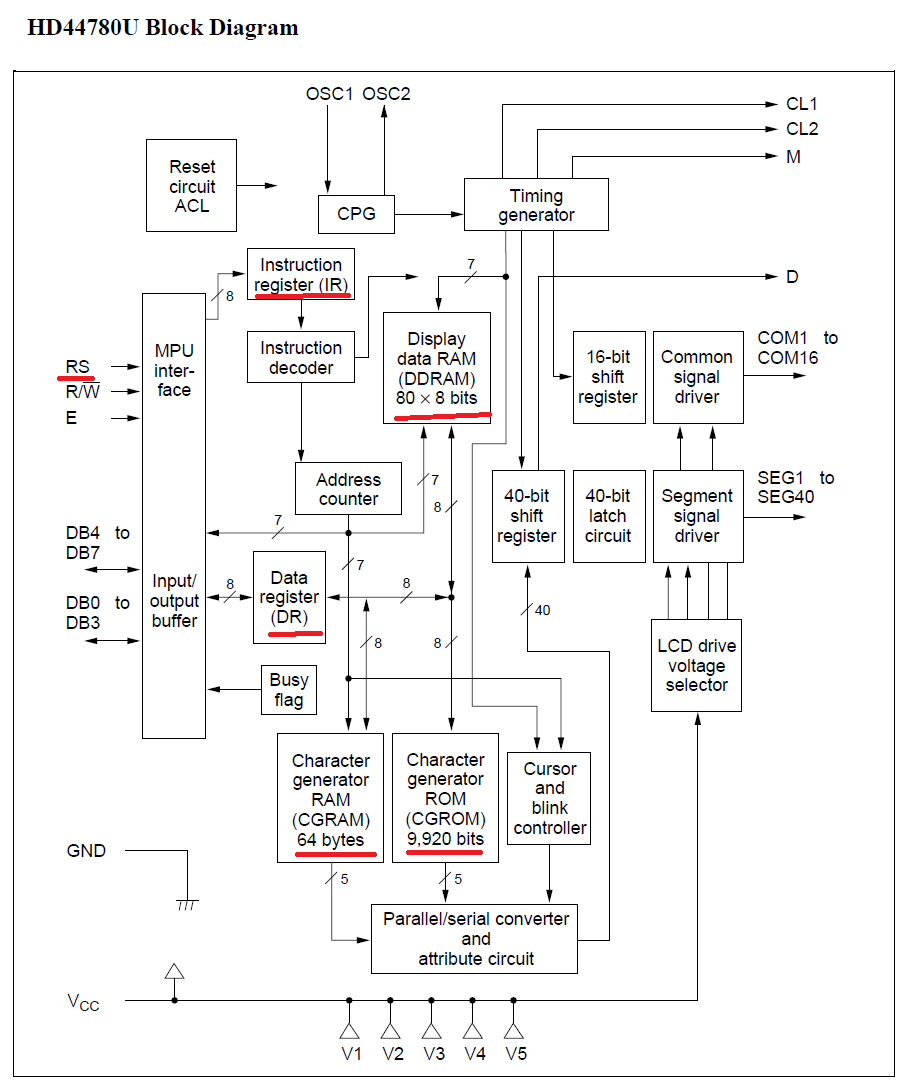 HD44780U Block Diagram
OSC1 OSC2
CL1
CL2
M
Reset
circuit
ACL
CPG
Timing
generator
Instruction
register (IR)
8
7
D
MPU
inter-
face
RS
R/W̅
E
Instruction
decoder
Display
data RAM
(DDRAM)
80 × 8 bits
16-bit
shift
register
Common
signal
driver
COM1 to
COM16
Address
counter
7
8
40-bit
shift
register
40-bit
latch
circuit
Segment
signal
driver
SEG1 to
SEG40
7
DB4 to
DB7
7
Input/
output
buffer
8
Data
register
(DR)
8
DB0 to
DB3
40
8
8
LCD drive
voltage
selector
Busy
flag
Character
generator
RAM
(CGRAM)
64 bytes
Character
generator
ROM
(CGROM)
9,920 bits
Cursor
and
blink
controller
GND
5
5
Parallel/serial converter
and
attribute circuit
VCC
V1 V2 V3 V4 V5